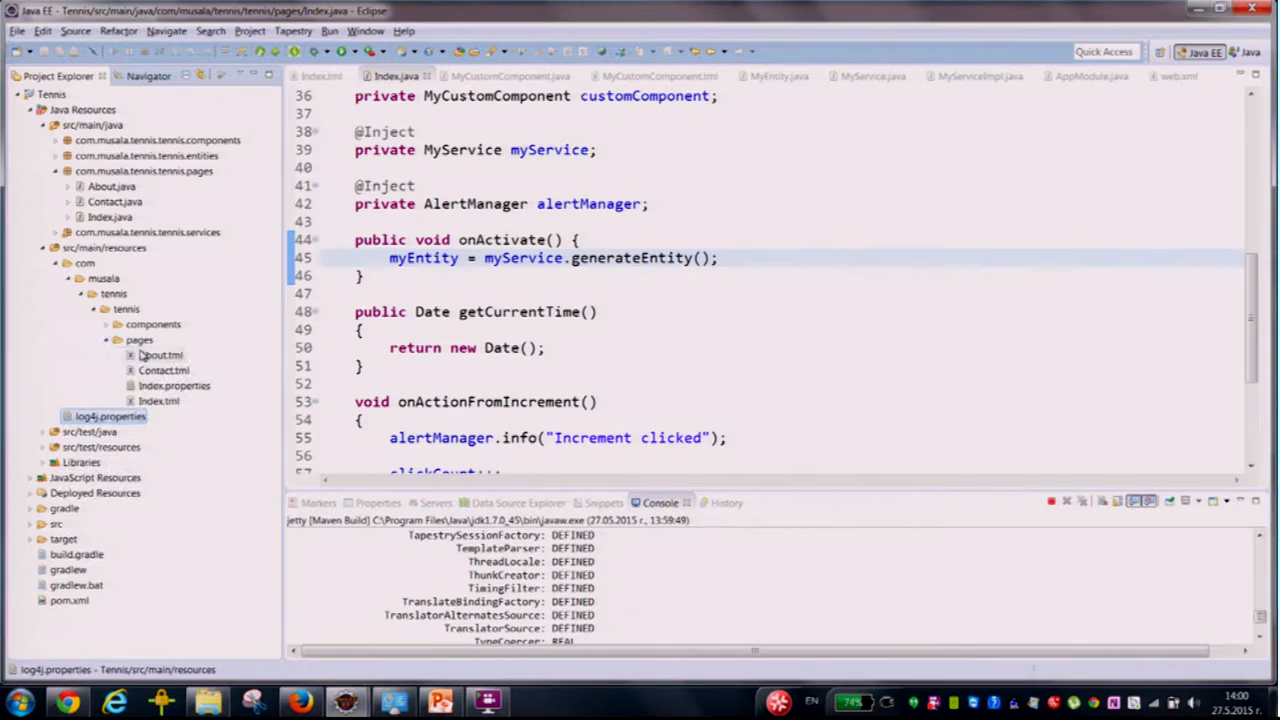 Java EE - Tennis/src/main/java/com/musala/tennis/tennis/pages/Index.java - Eclipse
File Edit Source Refactor Navigate Search Project Tapestry Run Window Help
Quick Access Java EE Java
Project Explorer Navigator
Index.tml Index.java MyCustomComponent.java MyCustomComponent.tml MyEntity.java MyService.java MyServiceImpl.java AppModule.java web.xml
Tennis
Java Resources
src/main/java
com.musala.tennis.tennis.components
com.musala.tennis.tennis.entities
com.musala.tennis.tennis.pages
About.java
Contact.java
Index.java
com.musala.tennis.tennis.services
src/main/resources
com
musala
tennis
tennis
components
pages
About.tml
Contact.tml
Index.properties
Index.tml
log4j.properties
src/test/java
src/test/resources
Libraries
JavaScript Resources
Deployed Resources
gradle
src
target
build.gradle
gradlew
gradlew.bat
pom.xml
36 private MyCustomComponent customComponent;
37
38 @Inject
39 private MyService myService;
40
41 @Inject
42 private AlertManager alertManager;
43
44 public void onActivate() {
45 myEntity = myService.generateEntity();
46 }
47
48 public Date getCurrentTime()
49 {
50 return new Date();
51 }
52
53 void onActionFromIncrement()
54 {
55 alertManager.info("Increment clicked");
56
57 clickCount++;
Markers Properties Servers Data Source Explorer Snippets Console History
jetty [Maven Build] C:\Program Files\Java\jdk1.7.0_45\bin\javaw.exe (27.05.2015 г., 13:59:49)
TapestrySessionFactory: DEFINED
TemplateParser: DEFINED
ThreadLocale: DEFINED
ThunkCreator: DEFINED
TimingFilter: DEFINED
TranslateBindingFactory: DEFINED
TranslatorAlternatesSource: DEFINED
TranslatorSource: DEFINED
TypeCoercer: REAL
log4j.properties - Tennis/src/main/resources
EN 74% 14:00
27.5.2015 г.